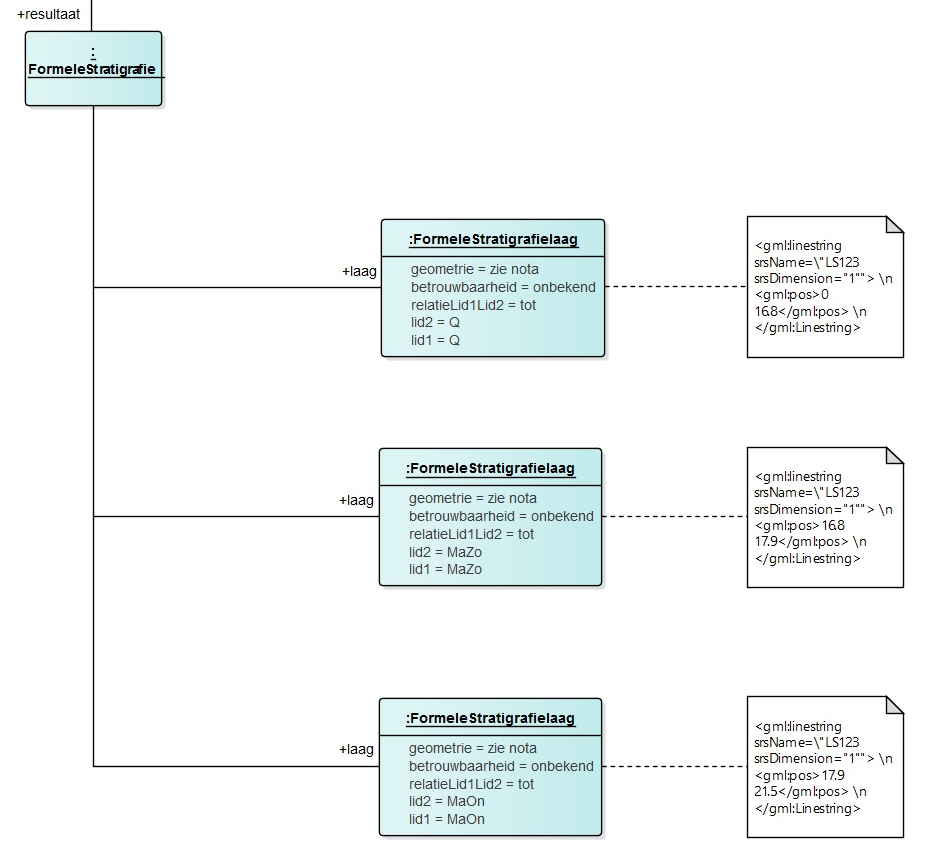 +resultaat
:
FormeleStratigrafie
:FormeleStratigrafielaag
+laag
geometrie = zie nota
betrouwbaarheid = onbekend
relatieLid1Lid2 = tot
lid2 = Q
lid1 = Q
<gml:linestring
srsName=\"LS123
srsDimension="1""> \n
<gml:pos>0
16.8</gml:pos> \n
</gml:Linestring>
:FormeleStratigrafielaag
+laag
geometrie = zie nota
betrouwbaarheid = onbekend
relatieLid1Lid2 = tot
lid2 = MaZo
lid1 = MaZo
<gml:linestring
srsName=\"LS123
srsDimension="1""> \n
<gml:pos>16.8
17.9</gml:pos> \n
</gml:Linestring>
:FormeleStratigrafielaag
+laag
geometrie = zie nota
betrouwbaarheid = onbekend
relatieLid1Lid2 = tot
lid2 = MaOn
lid1 = MaOn
<gml:linestring
srsName=\"LS123
srsDimension="1""> \n
<gml:pos>17.9
21.5</gml:pos> \n
</gml:Linestring>